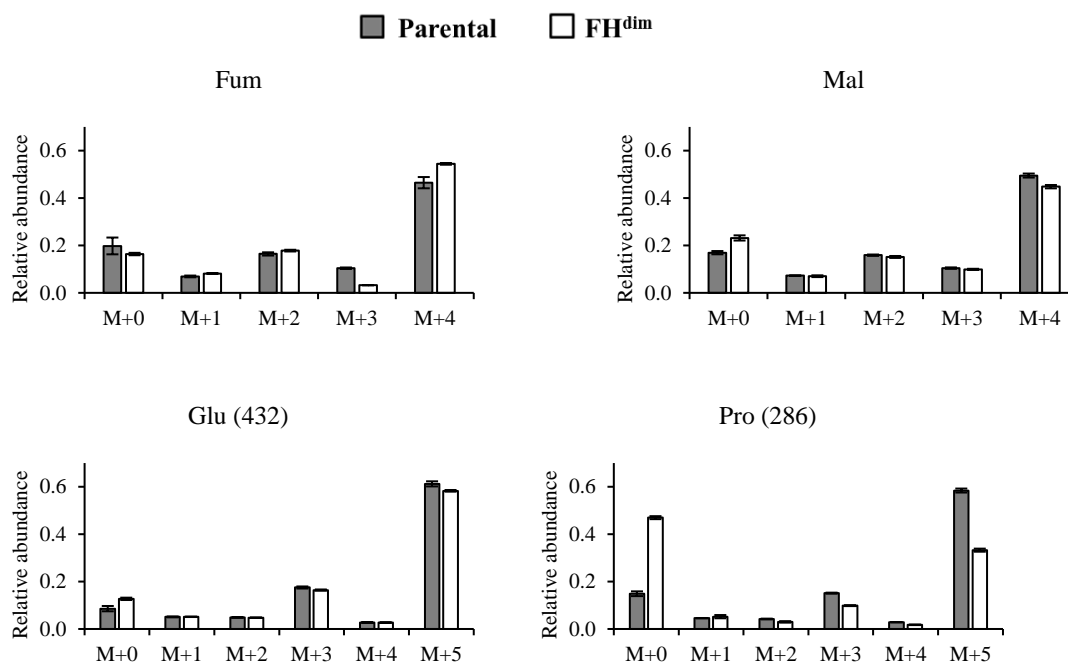 Parental FHdim
Fum
Relative abundance
0.6
0.4
0.2
0.0
M+0 M+1 M+2 M+3 M+4
Mal
Relative abundance
0.6
0.4
0.2
0.0
M+0 M+1 M+2 M+3 M+4
Glu (432)
Relative abundance
0.6
0.4
0.2
0.0
M+0 M+1 M+2 M+3 M+4 M+5
Pro (286)
Relative abundance
0.6
0.4
0.2
0.0
M+0 M+1 M+2 M+3 M+4 M+5